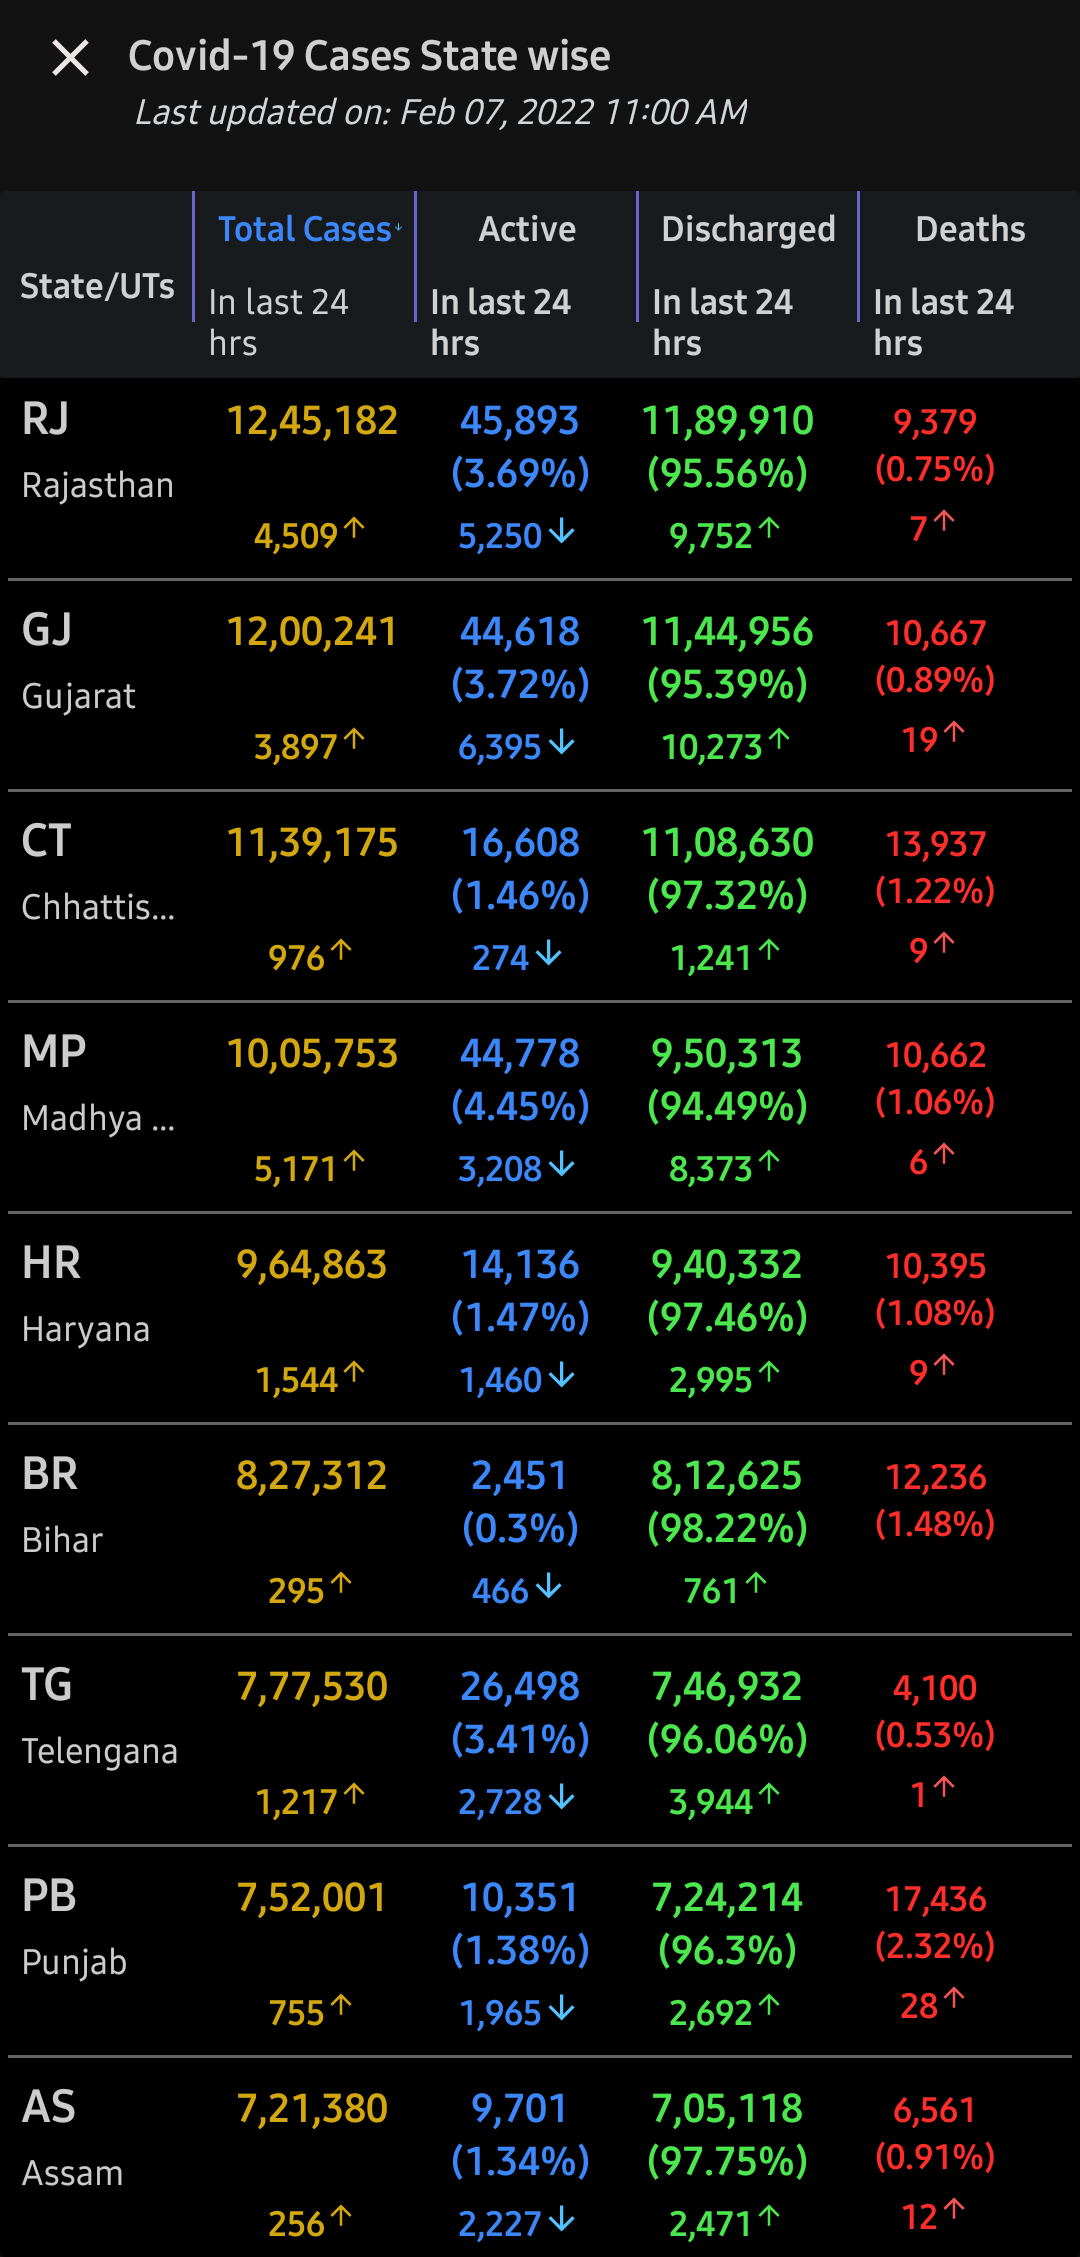 Covid-19 Cases State wise
Last updated on: Feb 07, 2022 11:00 AM
State/UTs
Total Cases↓ Active Discharged Deaths
In last 24 hrs In last 24 hrs In last 24 hrs In last 24 hrs
RJ 12,45,182 45,893 11,89,910 9,379
Rajasthan (3.69%) (95.56%) (0.75%)
4,509↑ 5,250↓ 9,752↑ 7↑
GJ 12,00,241 44,618 11,44,956 10,667
Gujarat (3.72%) (95.39%) (0.89%)
3,897↑ 6,395↓ 10,273↑ 19↑
CT 11,39,175 16,608 11,08,630 13,937
Chhattis... (1.46%) (97.32%) (1.22%)
976↑ 274↓ 1,241↑ 9↑
MP 10,05,753 44,778 9,50,313 10,662
Madhya ... (4.45%) (94.49%) (1.06%)
5,171↑ 3,208↓ 8,373↑ 6↑
HR 9,64,863 14,136 9,40,332 10,395
Haryana (1.47%) (97.46%) (1.08%)
1,544↑ 1,460↓ 2,995↑ 9↑
BR 8,27,312 2,451 8,12,625 12,236
Bihar (0.3%) (98.22%) (1.48%)
295↑ 466↓ 761↑
TG 7,77,530 26,498 7,46,932 4,100
Telengana (3.41%) (96.06%) (0.53%)
1,217↑ 2,728↓ 3,944↑ 1↑
PB 7,52,001 10,351 7,24,214 17,436
Punjab (1.38%) (96.3%) (2.32%)
755↑ 1,965↓ 2,692↑ 28↑
AS 7,21,380 9,701 7,05,118 6,561
Assam (1.34%) (97.75%) (0.91%)
256↑ 2,227↓ 2,471↑ 12↑